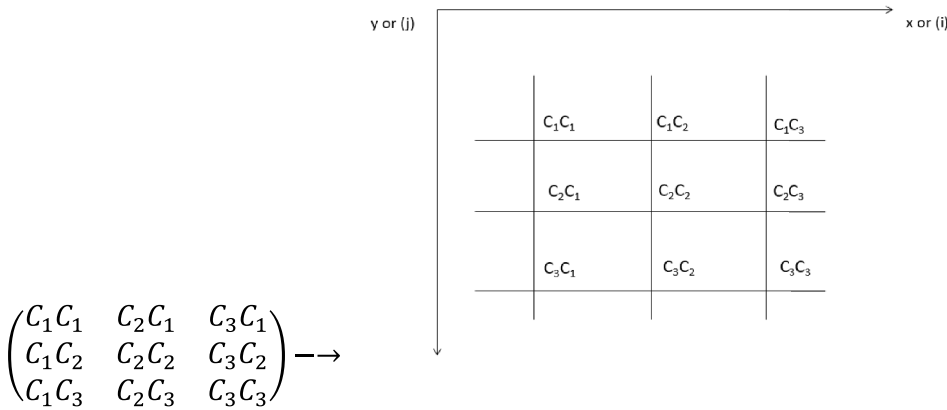 y or (j) x or (i)
C₁C₁ C₁C₂ C₁C₃
C₂C₁ C₂C₂ C₂C₃
C₃C₁ C₃C₂ C₃C₃
C₁C₁ C₂C₁ C₃C₁
C₁C₂ C₂C₂ C₃C₂
C₁C₃ C₂C₃ C₃C₃